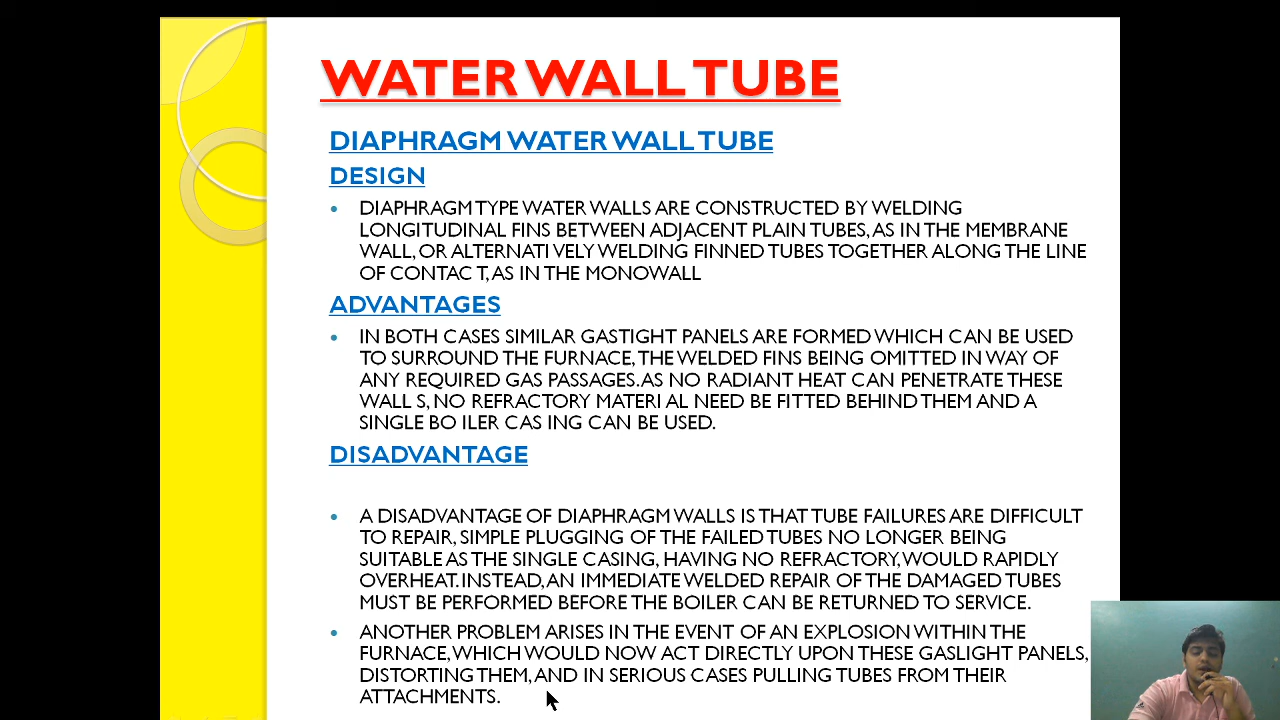 WATER WALL TUBE
DIAPHRAGM WATER WALL TUBE
DESIGN
DIAPHRAGM TYPE WATER WALLS ARE CONSTRUCTED BY WELDING
LONGITUDINAL FINS BETWEEN ADJACENT PLAIN TUBES, AS IN THE MEMBRANE
WALL, OR ALTERNATI VELY WELDING FINNED TUBES TOGETHER ALONG THE LINE
OF CONTAC T, AS IN THE MONOWALL
ADVANTAGES
IN BOTH CASES SIMILAR GASTIGHT PANELS ARE FORMED WHICH CAN BE USED
TO SURROUND THE FURNACE, THE WELDED FINS BEING OMITTED IN WAY OF
ANY REQUIRED GAS PASSAGES. AS NO RADIANT HEAT CAN PENETRATE THESE
WALL S, NO REFRACTORY MATERI AL NEED BE FITTED BEHIND THEM AND A
SINGLE BO ILER CAS ING CAN BE USED.
DISADVANTAGE
A DISADVANTAGE OF DIAPHRAGM WALLS IS THAT TUBE FAILURES ARE DIFFICULT
TO REPAIR, SIMPLE PLUGGING OF THE FAILED TUBES NO LONGER BEING
SUITABLE AS THE SINGLE CASING, HAVING NO REFRACTORY, WOULD RAPIDLY
OVERHEAT. INSTEAD, AN IMMEDIATE WELDED REPAIR OF THE DAMAGED TUBES
MUST BE PERFORMED BEFORE THE BOILER CAN BE RETURNED TO SERVICE.
ANOTHER PROBLEM ARISES IN THE EVENT OF AN EXPLOSION WITHIN THE
FURNACE, WHICH WOULD NOW ACT DIRECTLY UPON THESE GASLIGHT PANELS,
DISTORTING THEM, AND IN SERIOUS CASES PULLING TUBES FROM THEIR
ATTACHMENTS.